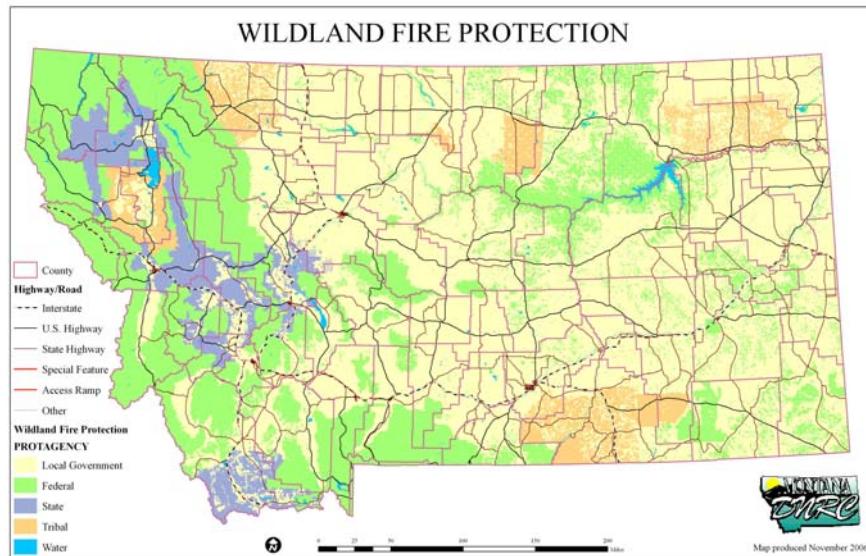 WILDLAND FIRE PROTECTION
County
Highway/Road
Interstate
U.S. Highway
State Highway
Special Feature
Access Ramp
Other
Wildland Fire Protection
PROTAGENCY
Local Government
Federal
State
Tribal
Water
N
0 25 50 100 150 200
Miles
MONTANA
DNRC
Map produced November 2006